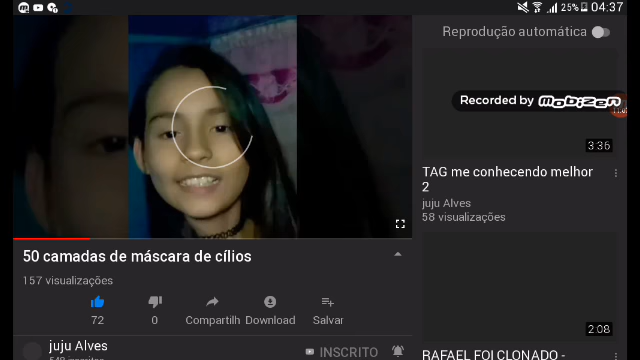 25% 04:37
Reprodução automática
Recorded by Mobizen
3:36
TAG me conhecendo melhor
2
juju Alves
58 visualizações
50 camadas de máscara de cílios
157 visualizações
72 0 Compartilh Download Salvar
2:08
juju Alves
INSCRITO
RAFAEL FOI CLONADO -